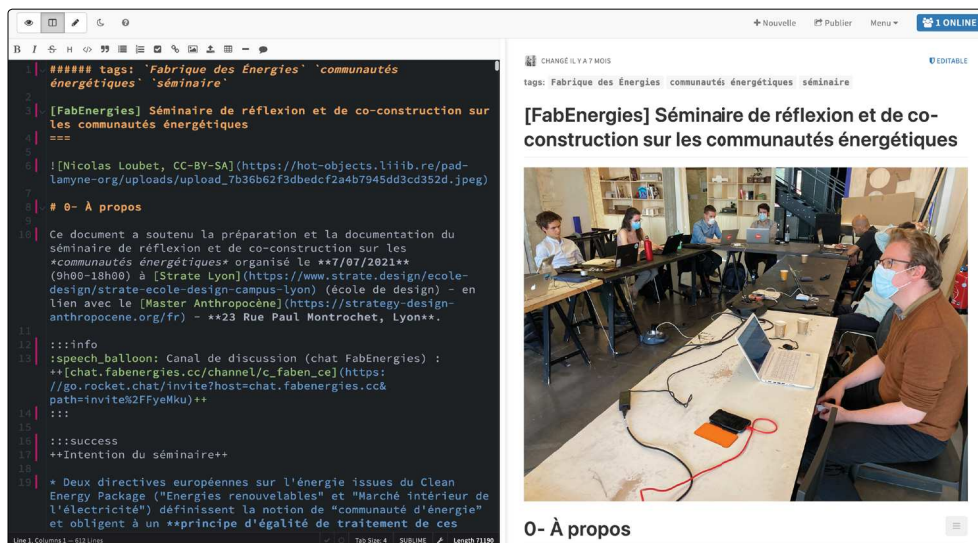 + Nouvelle Publier Menu 1 ONLINE
B I S H </>
1 ###### tags: `Fabrique des Énergies` `communautés
énergétiques` `séminaire`
2
3 [FabEnergies] Séminaire de réflexion et de co-construction sur
les communautés énergétiques
4 ===
5
6 ![Nicolas Loubet, CC-BY-SA](https://hot-objects.liiib.re/pad-
lamyne-org/uploads/upload_7b36b62f3dbedcf2a4b7945dd3cd352d.jpeg)
7
8 # 0- À propos
9
10 Ce document a soutenu la préparation et la documentation du
séminaire de réflexion et de co-construction sur les
*communautés énergétiques* organisé le **7/07/2021**
(9h00-18h00) à [Strate Lyon](https://www.strate.design/ecole-
design/strate-ecole-design-campus-lyon) (école de design) - en
lien avec le [Master Anthropocène](https://strategy-design-
anthropocene.org/fr) - **23 Rue Paul Montrochet, Lyon**.
11
12 :::info
13 :speech_balloon: Canal de discussion (chat FabEnergies) :
++[chat.fabenergies.cc/channel/c_faben_ce](https:
//go.rocket.chat/invite?host=chat.fabenergies.cc&
path=invite%2FFyeMku)++
14 :::
15
16 :::success
17 ++Intention du séminaire++
18
19 * Deux directives européennes sur l'énergie issues du Clean
Energy Package ("Energies renouvelables" et "Marché intérieur de
l'électricité") définissent la notion de “communauté d'énergie”
et obligent à un **principe d'égalité de traitement de ces
Line 1, Columns 1 — 612 Lines Tab Size: 4 SUBLIME Length 71190
CHANGÉ IL Y A 7 MOIS EDITABLE
tags: Fabrique des Énergies communautés énergétiques séminaire
[FabEnergies] Séminaire de réflexion et de co-
construction sur les communautés énergétiques
0- À propos